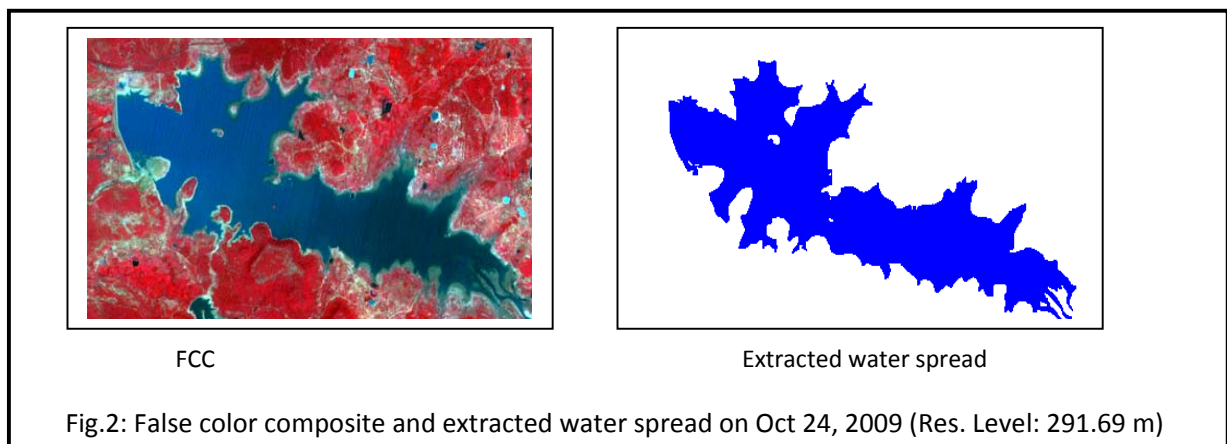 FCC
Extracted water spread
Fig.2: False color composite and extracted water spread on Oct 24, 2009 (Res. Level: 291.69 m)